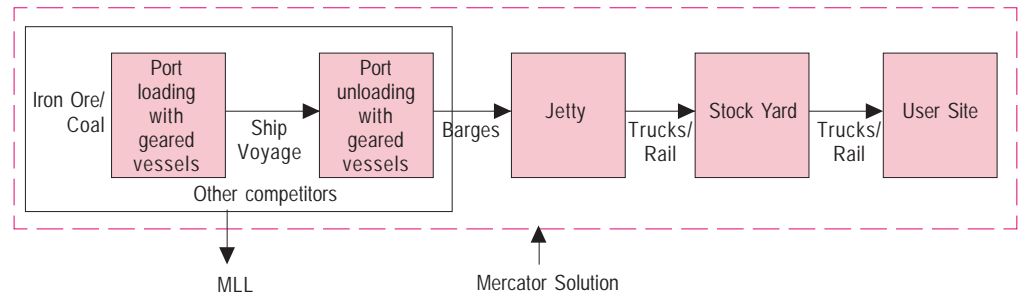 Iron Ore/
Coal
Port
loading
with
geared
vessels
Ship
Voyage
Port
unloading
with
geared
vessels
Barges
Jetty
Trucks/
Rail
Stock Yard
Trucks/
Rail
User Site
Other competitors
MLL
Mercator Solution